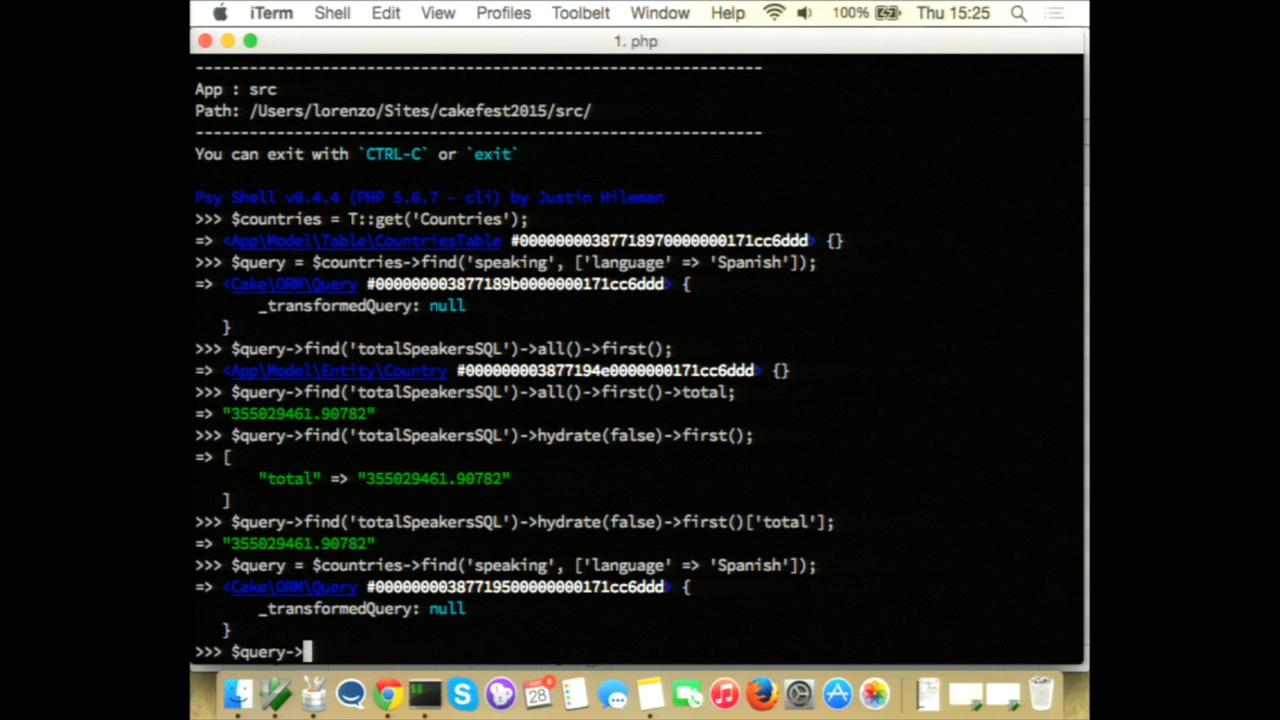 iTerm Shell Edit View Profiles Toolbelt Window Help 100% Thu 15:25
1. php
--------------------------------------------------------------
App : src
Path: /Users/lorenzo/Sites/cakefest2015/src/
--------------------------------------------------------------
You can exit with `CTRL-C` or `exit`
Psy Shell v0.4.4 (PHP 5.6.7 – cli) by Justin Hileman
>>> $countries = T::get('Countries');
=> <App\Model\Table\CountriesTable #00000000387718970000000171cc6ddd> {}
>>> $query = $countries->find('speaking', ['language' => 'Spanish']);
=> <Cake\ORM\Query #000000003877189b0000000171cc6ddd> {
_transformedQuery: null
}
>>> $query->find('totalSpeakersSQL')->all()->first();
=> <App\Model\Entity\Country #000000003877194e0000000171cc6ddd> {}
>>> $query->find('totalSpeakersSQL')->all()->first()->total;
=> "355029461.90782"
>>> $query->find('totalSpeakersSQL')->hydrate(false)->first();
=> [
"total" => "355029461.90782"
]
>>> $query->find('totalSpeakersSQL')->hydrate(false)->first()['total'];
=> "355029461.90782"
>>> $query = $countries->find('speaking', ['language' => 'Spanish']);
=> <Cake\ORM\Query #00000000387719500000000171cc6ddd> {
_transformedQuery: null
}
>>> $query->
28